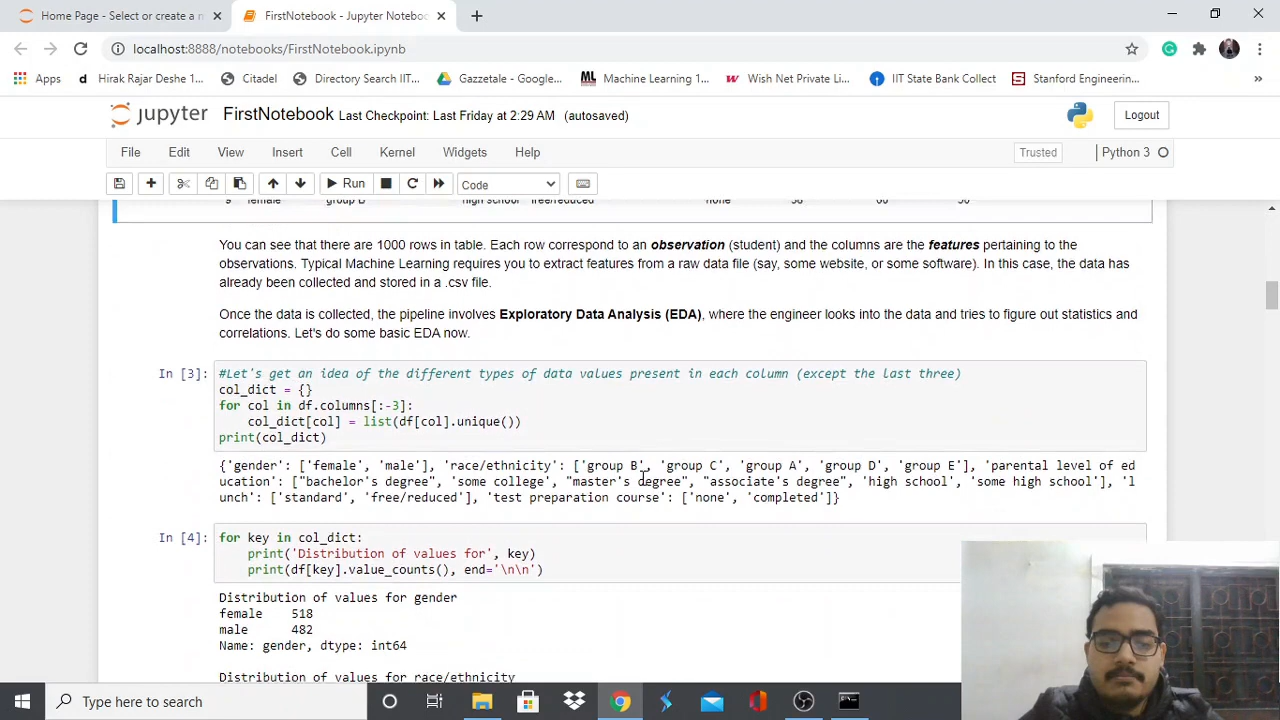 Home Page - Select or create a n
FirstNotebook - Jupyter Noteboo
localhost:8888/notebooks/FirstNotebook.ipynb
Apps
d Hirak Rajar Deshe 1...
Citadel
Directory Search IIT...
Gazzetale - Google...
ML Machine Learning 1...
Wish Net Private Li...
IIT State Bank Collect
S Stanford Engineerin...
»
jupyter FirstNotebook Last Checkpoint: Last Friday at 2:29 AM (autosaved)
Logout
File Edit View Insert Cell Kernel Widgets Help
Trusted
Python 3
Run
Code
9 female group B high school free/reduced none
You can see that there are 1000 rows in table. Each row correspond to an observation (student) and the columns are the features pertaining to the
observations. Typical Machine Learning requires you to extract features from a raw data file (say, some website, or some software). In this case, the data has
already been collected and stored in a .csv file.
Once the data is collected, the pipeline involves Exploratory Data Analysis (EDA), where the engineer looks into the data and tries to figure out statistics and
correlations. Let's do some basic EDA now.
In [3]: #Let's get an idea of the different types of data values present in each column (except the last three)
col_dict = {}
for col in df.columns[:-3]:
col_dict[col] = list(df[col].unique())
print(col_dict)
{'gender': ['female', 'male'], 'race/ethnicity': ['group B', 'group C', 'group A', 'group D', 'group E'], 'parental level of ed
ucation': ["bachelor's degree", 'some college', "master's degree", "associate's degree", 'high school', 'some high school'], 'l
unch': ['standard', 'free/reduced'], 'test preparation course': ['none', 'completed']}
In [4]: for key in col_dict:
print('Distribution of values for', key)
print(df[key].value_counts(), end='\n\n')
Distribution of values for gender
female 518
male 482
Name: gender, dtype: int64
Distribution of values for race/ethnicity
Type here to search